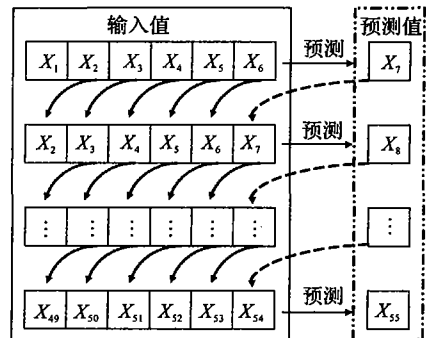 输入值
预测值
X₁ X₂ X₃ X₄ X₅ X₆ 预测 X₇
X₂ X₃ X₄ X₅ X₆ X₇ 预测 X₈
⋮ ⋮ ⋮ ⋮ ⋮ ⋮ ⋮
X₄₉ X₅₀ X₅₁ X₅₂ X₅₃ X₅₄ 预测 X₅₅